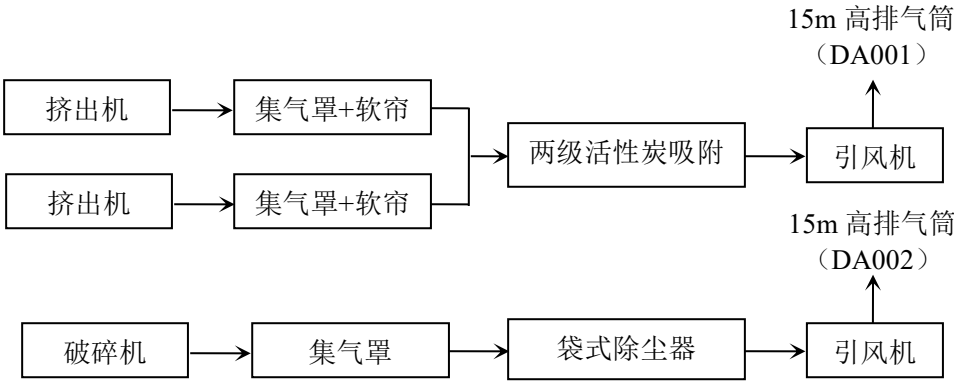 15m 高排气筒
（DA001）
挤出机
集气罩+软帘
两级活性炭吸附
引风机
挤出机
集气罩+软帘
15m 高排气筒
（DA002）
破碎机
集气罩
袋式除尘器
引风机